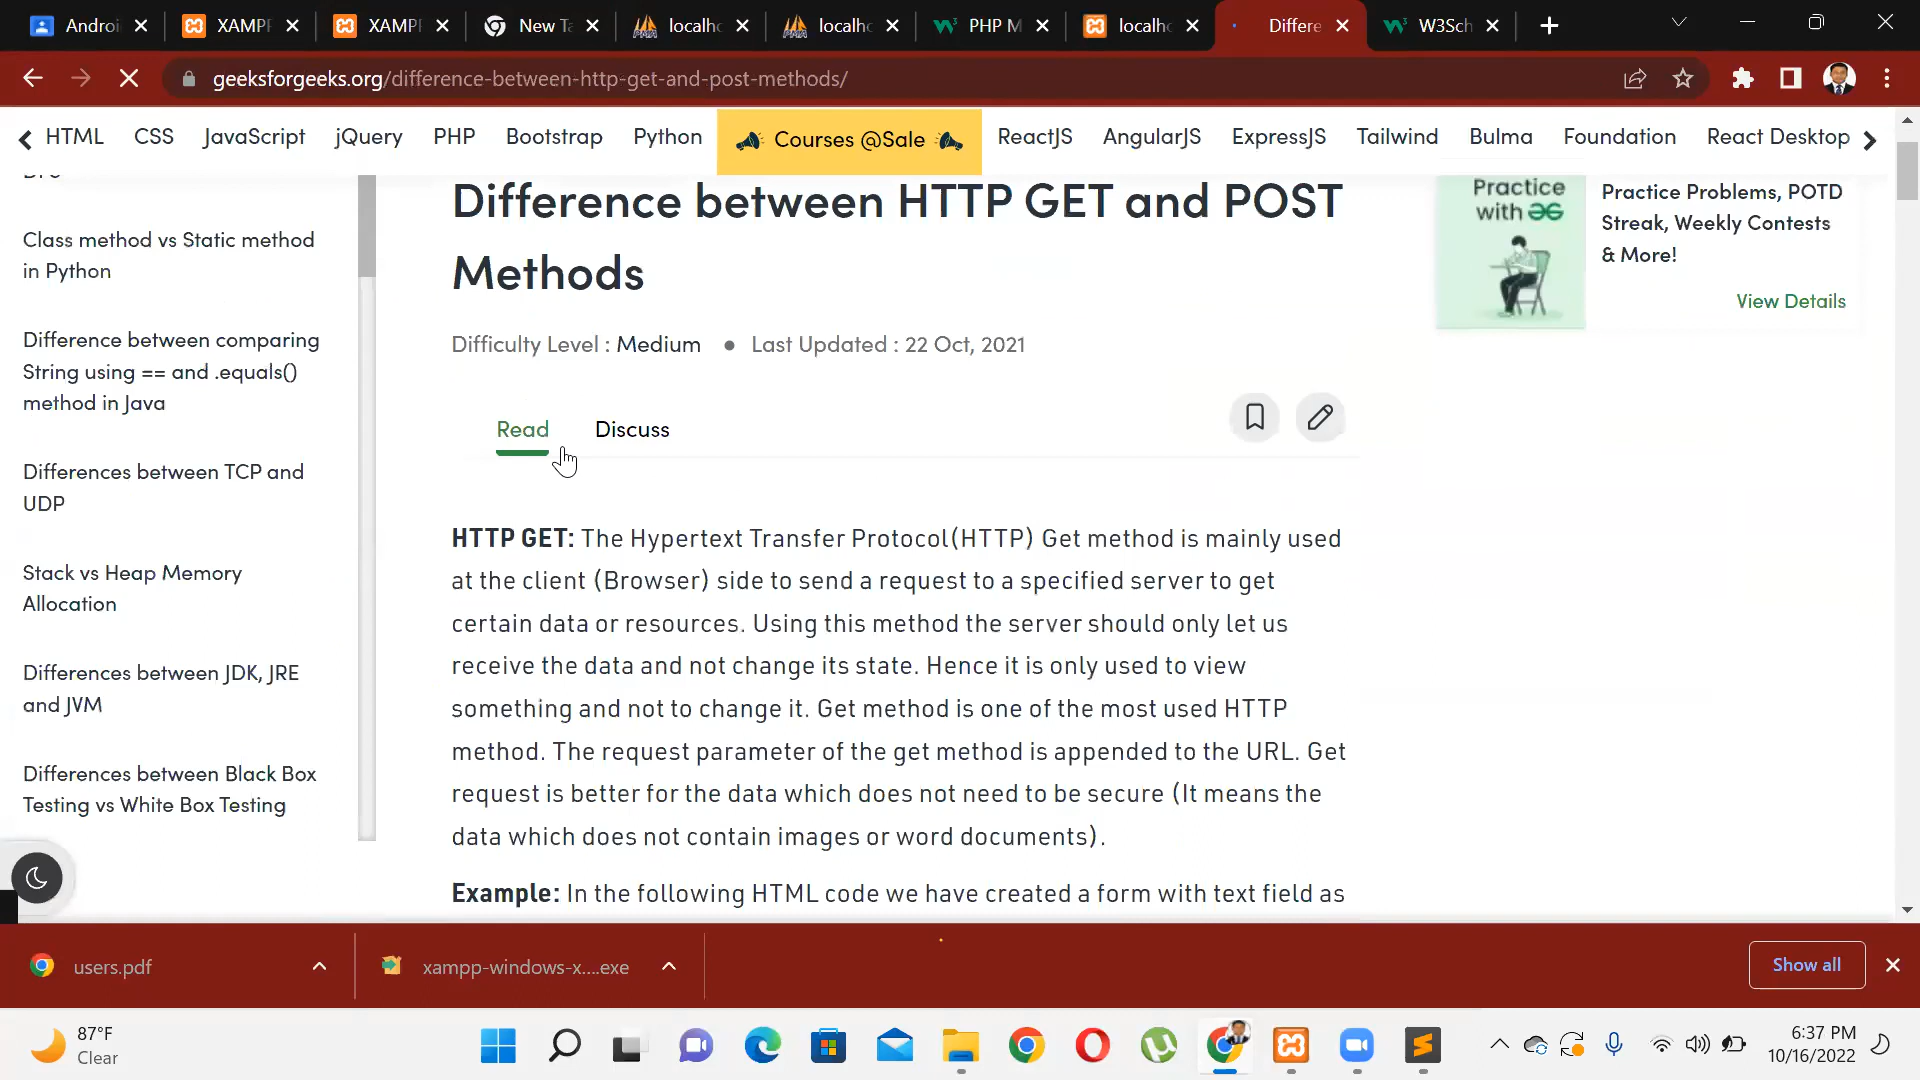 Androi
XAMPP
XAMPP
New Ta
localho
localho
PHP M
localho
Differe
W3Sch
geeksforgeeks.org/difference-between-http-get-and-post-methods/
HTML CSS JavaScript jQuery PHP Bootstrap Python Courses @Sale ReactJS AngularJS ExpressJS Tailwind Bulma Foundation React Desktop
Class method vs Static method
in Python
Difference between comparing
String using == and .equals()
method in Java
Differences between TCP and
UDP
Stack vs Heap Memory
Allocation
Differences between JDK, JRE
and JVM
Differences between Black Box
Testing vs White Box Testing
Difference between HTTP GET and POST
Methods
Difficulty Level : Medium ● Last Updated : 22 Oct, 2021
Read Discuss
HTTP GET: The Hypertext Transfer Protocol(HTTP) Get method is mainly used
at the client (Browser) side to send a request to a specified server to get
certain data or resources. Using this method the server should only let us
receive the data and not change its state. Hence it is only used to view
something and not to change it. Get method is one of the most used HTTP
method. The request parameter of the get method is appended to the URL. Get
request is better for the data which does not need to be secure (It means the
data which does not contain images or word documents).
Example: In the following HTML code we have created a form with text field as
Practice
with
Practice Problems, POTD
Streak, Weekly Contests
& More!
View Details
users.pdf
xampp-windows-x....exe
Show all
87°F
Clear
6:37 PM
10/16/2022